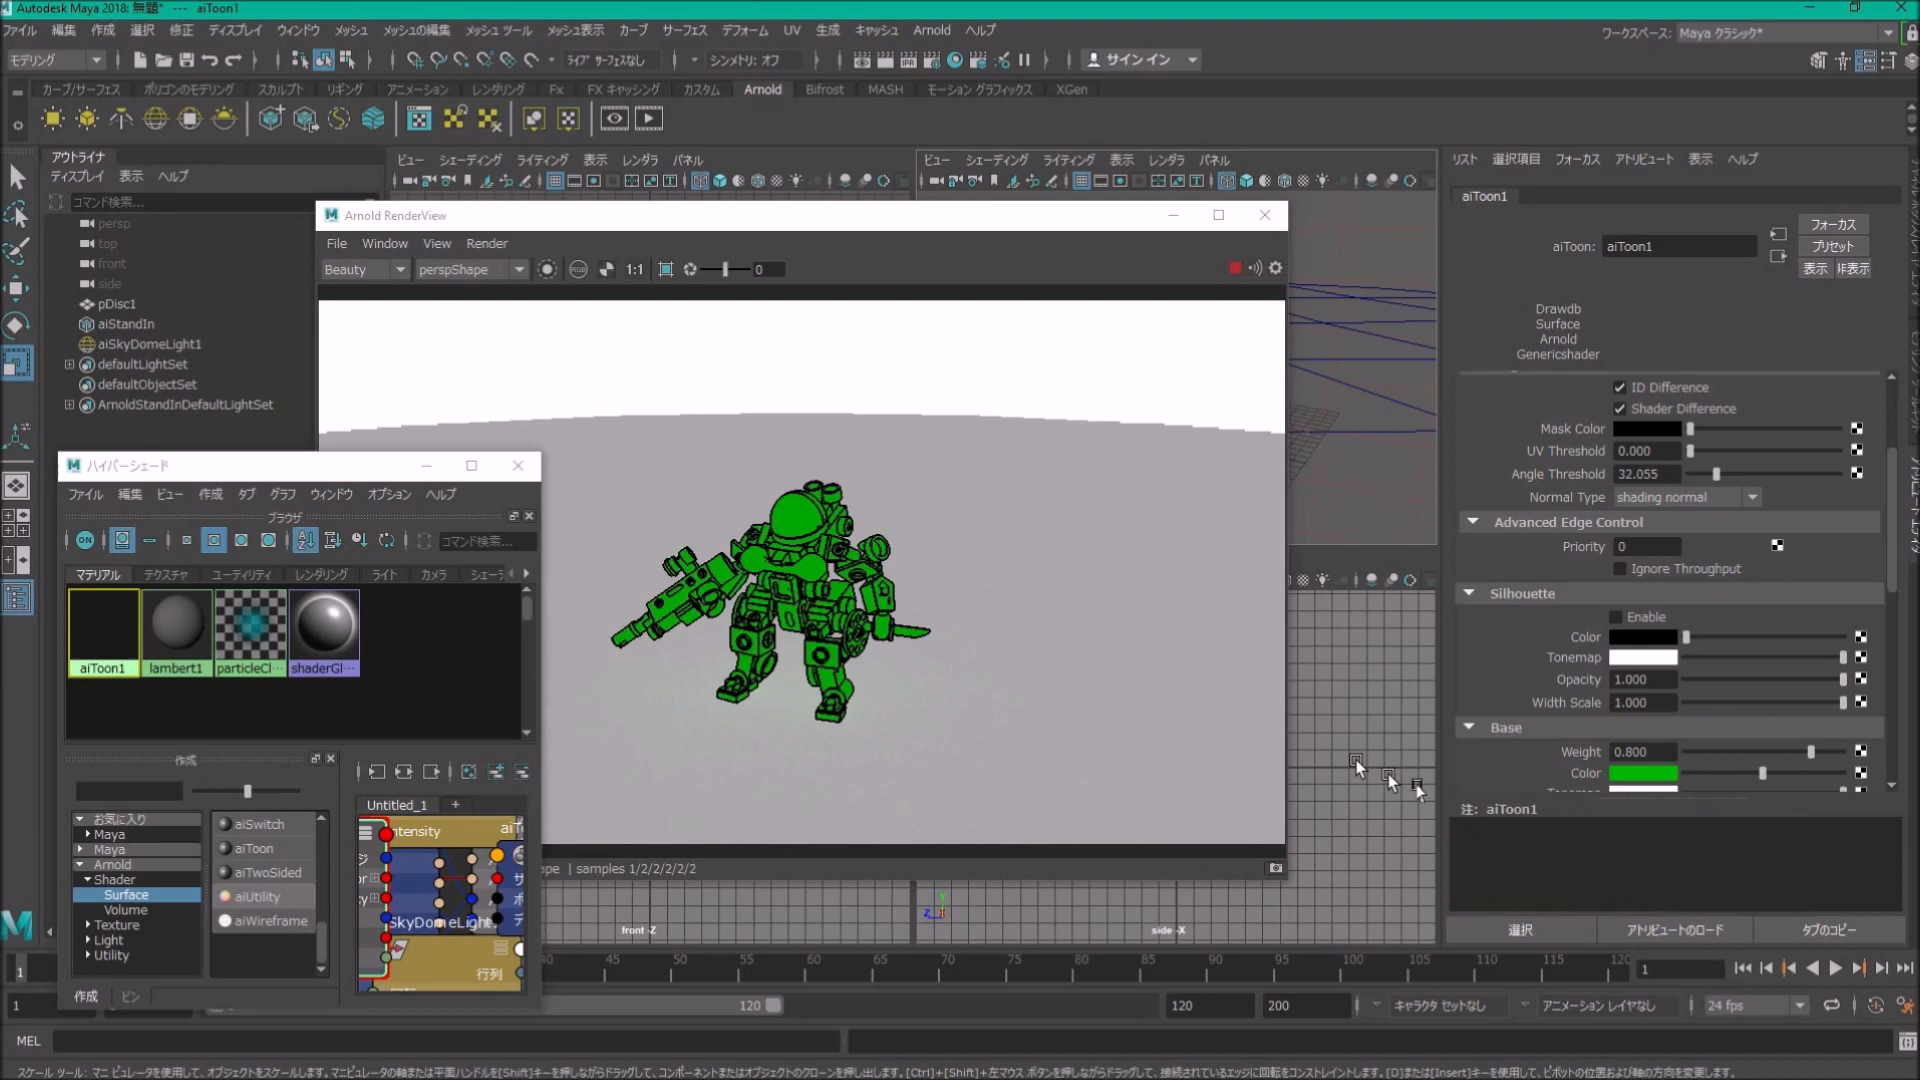 Autodesk Maya 2018: 無題* --- aiToon1
ファイル 編集 作成 選択 修正 ディスプレイ ウィンドウ メッシュ メッシュの編集 メッシュ ツール メッシュ表示 カーブ サーフェス デフォーム UV 生成 キャッシュ Arnold ヘルプ
ワークスペース: Maya クラシック*
モデリング ライブ サーフェスなし シンメトリ: オフ サイン イン
カーブ/サーフェス ポリゴンのモデリング スカルプト リギング アニメーション レンダリング Fx FX キャッシング カスタム Arnold Bifrost MASH モーション グラフィックス XGen
アウトライナ
ディスプレイ 表示 ヘルプ
コマンド検索...
persp
top
front
side
pDisc1
aiStandIn
aiSkyDomeLight1
defaultLightSet
defaultObjectSet
ArnoldStandInDefaultLightSet
ビュー シェーディング ライティング 表示 レンダラ パネル
ビュー シェーディング ライティング 表示 レンダラ パネル
Arnold RenderView
File Window View Render
Beauty perspShape 1:1 0
ape | samples 1/2/2/2/2/2
ハイパーシェード
ファイル 編集 ビュー 作成 タブ グラフ ウィンドウ オプション ヘルプ
ブラウザ
ON コマンド検索...
マテリアル テクスチャ ユーティリティ レンダリング ライト カメラ シェーラ
aiToon1 lambert1 particleCl... shaderGl...
作成
お気に入り
Maya
Maya
Arnold
Shader
Surface
Volume
Texture
Light
Utility
aiSwitch
aiToon
aiTwoSided
aiUtility
aiWireframe
作成 ビン
Untitled_1 +
ntensity
aiT
SkyDomeLight
行列
front -Z
side -X
リスト 選択項目 フォーカス アトリビュート 表示 ヘルプ
aiToon1
aiToon: aiToon1
フォーカス
プリセット
表示 非表示
Drawdb
Surface
Arnold
Genericshader
ID Difference
Shader Difference
Mask Color
UV Threshold 0.000
Angle Threshold 32.055
Normal Type shading normal
Advanced Edge Control
Priority 0
Ignore Throughput
Silhouette
Enable
Color
Tonemap
Opacity 1.000
Width Scale 1.000
Base
Weight 0.800
Color
注: aiToon1
選択 アトリビュートのロード タブのコピー
1 40 45 50 55 60 65 70 75 80 85 90 95 100 105 110 115 120 1
1 120 120 200 キャラクタ セットなし アニメーション レイヤなし 24 fps
MEL
スケール ツール: マニピュレータを使用して、オブジェクトをスケールします。マニピュレータの軸または平面ハンドルを[Shift]キーを押しながらドラッグして、コンポーネントまたはオブジェクトのクローンを押し出します。[Ctrl]+[Shift]+左マウス ボタンを押しながらドラッグして、接続されているエッジに回転をコンストレイントします。[D]または[Insert]キーを使用して、ピボットの位置および軸の方向を変更します。